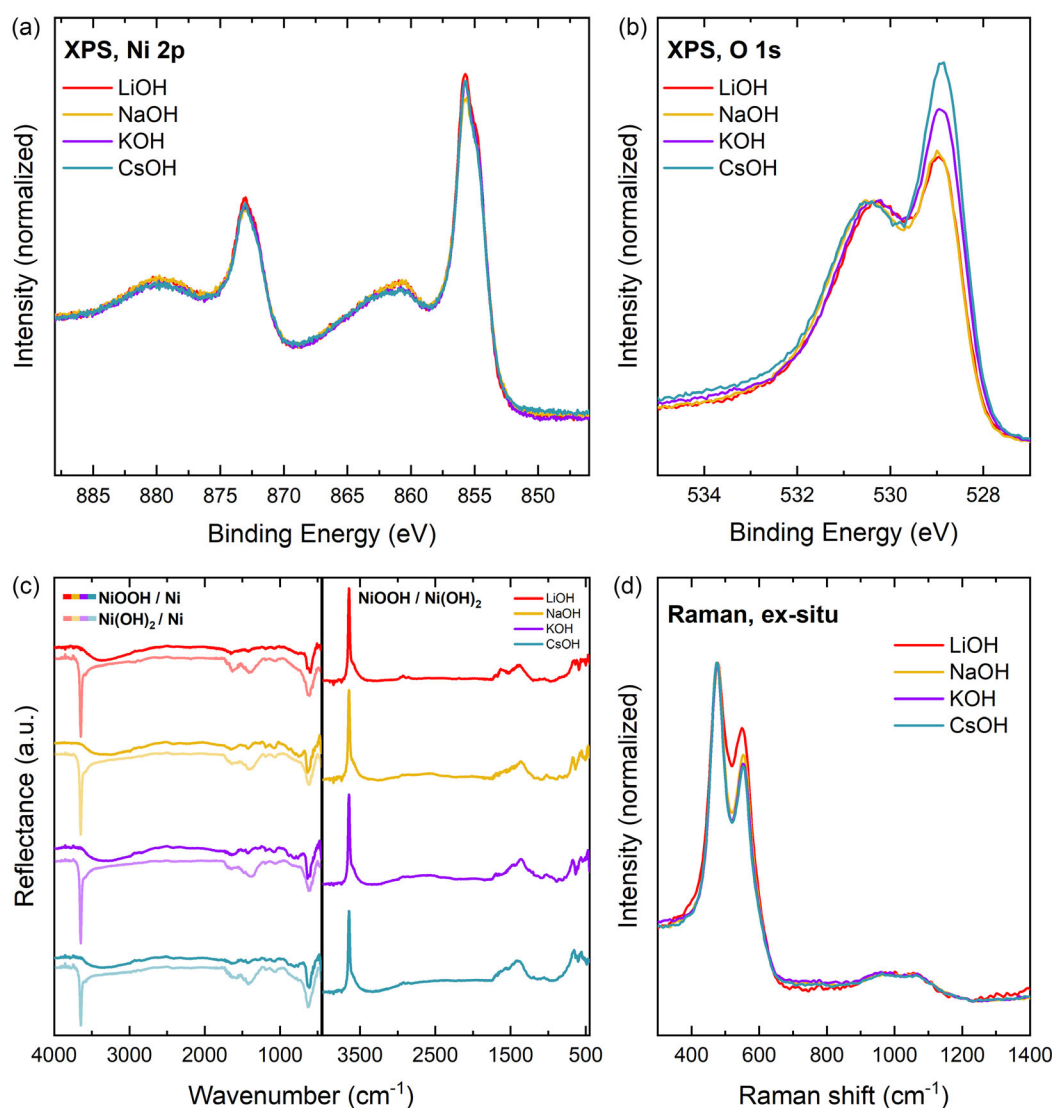 (a)
XPS, Ni 2p
LiOH
NaOH
KOH
CsOH
Intensity (normalized)
885 880 875 870 865 860 855 850
Binding Energy (eV)
(b)
XPS, O 1s
LiOH
NaOH
KOH
CsOH
Intensity (normalized)
534 532 530 528
Binding Energy (eV)
(c)
NiOOH / Ni
Ni(OH)₂ / Ni
NiOOH / Ni(OH)₂
LiOH
NaOH
KOH
CsOH
Reflectance (a.u.)
4000 3000 2000 1000 3500 2500 1500 500
Wavenumber (cm⁻¹)
(d)
Raman, ex-situ
LiOH
NaOH
KOH
CsOH
Intensity (normalized)
400 600 800 1000 1200 1400
Raman shift (cm⁻¹)